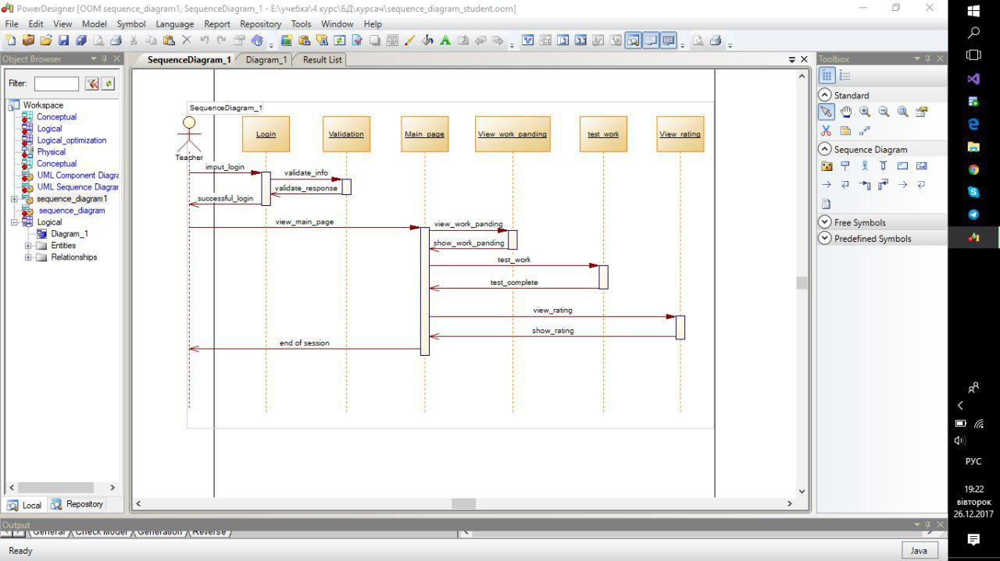 PowerDesigner [OOM sequence_diagram1, SequenceDiagram_1 - E:\учебка\4 курс\БД\курсач\sequence_diagram_student.oom]
File Edit View Model Symbol Language Report Repository Tools Window Help
Object Browser
Filter:
Workspace
Conceptual
Logical
Logical_optimization
Physical
Conceptual
UML Component Diagra
UML Sequence Diagrar
sequence_diagram1
sequence_diagram
Logical
Diagram_1
Entities
Relationships
Local Repository
SequenceDiagram_1 Diagram_1 Result List
SequenceDiagram_1
Teacher
Login Validation Main_page View_work_panding test_work View_rating
imput_login
validate_info
validate_response
successful_login
view_main_page
view_work_panding
show_work_panding
test_work
test_complete
view_rating
show_rating
end of session
Toolbox
Standard
Sequence Diagram
Free Symbols
Predefined Symbols
Output
General Check Model Generation Reverse
Ready
Java
РУС
19:22
вівторок
26.12.2017